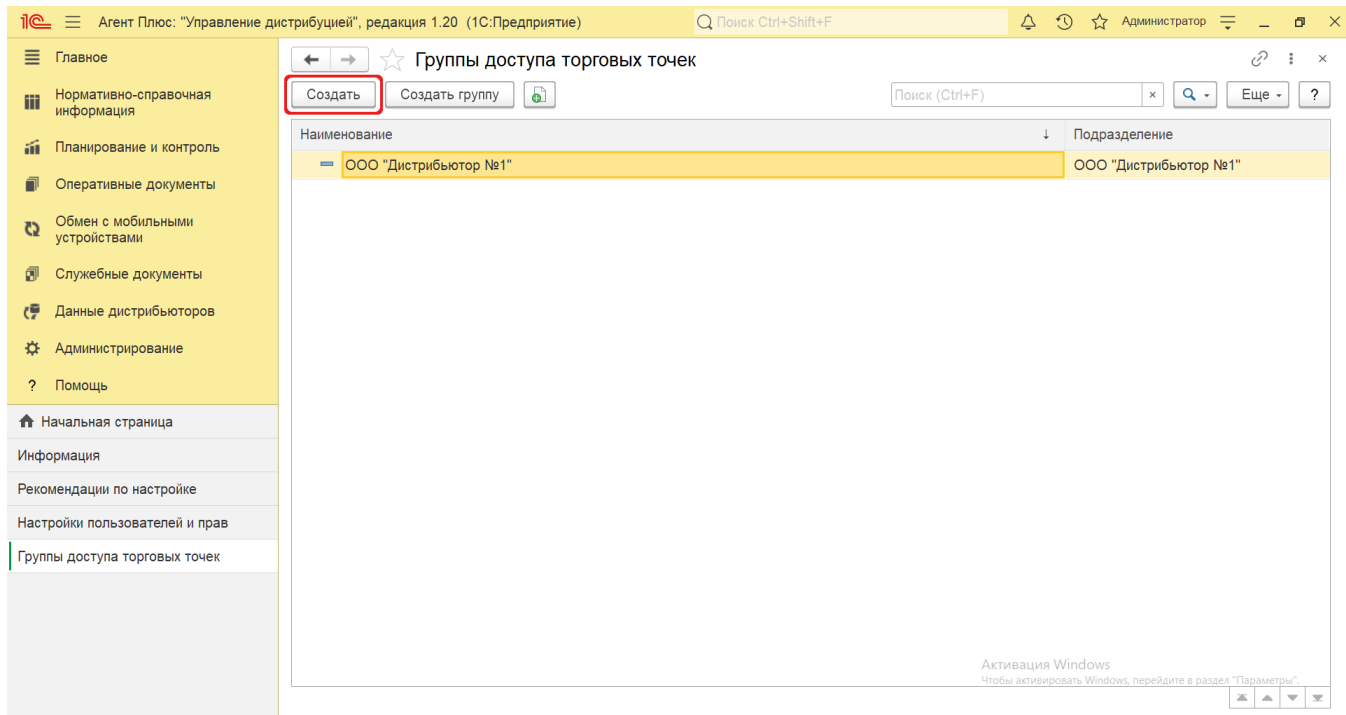 1С Агент Плюс: "Управление дистрибуцией", редакция 1.20 (1С:Предприятие) Поиск Ctrl+Shift+F Администратор
Главное
Нормативно-справочная
информация
Планирование и контроль
Оперативные документы
Обмен с мобильными
устройствами
Служебные документы
Данные дистрибьюторов
Администрирование
? Помощь
Начальная страница
Информация
Рекомендации по настройке
Настройки пользователей и прав
Группы доступа торговых точек
Группы доступа торговых точек
Создать Создать группу Поиск (Ctrl+F) × Еще ?
Наименование ↓ Подразделение
ООО "Дистрибьютор №1" ООО "Дистрибьютор №1"
Активация Windows
Чтобы активировать Windows, перейдите в раздел "Параметры".